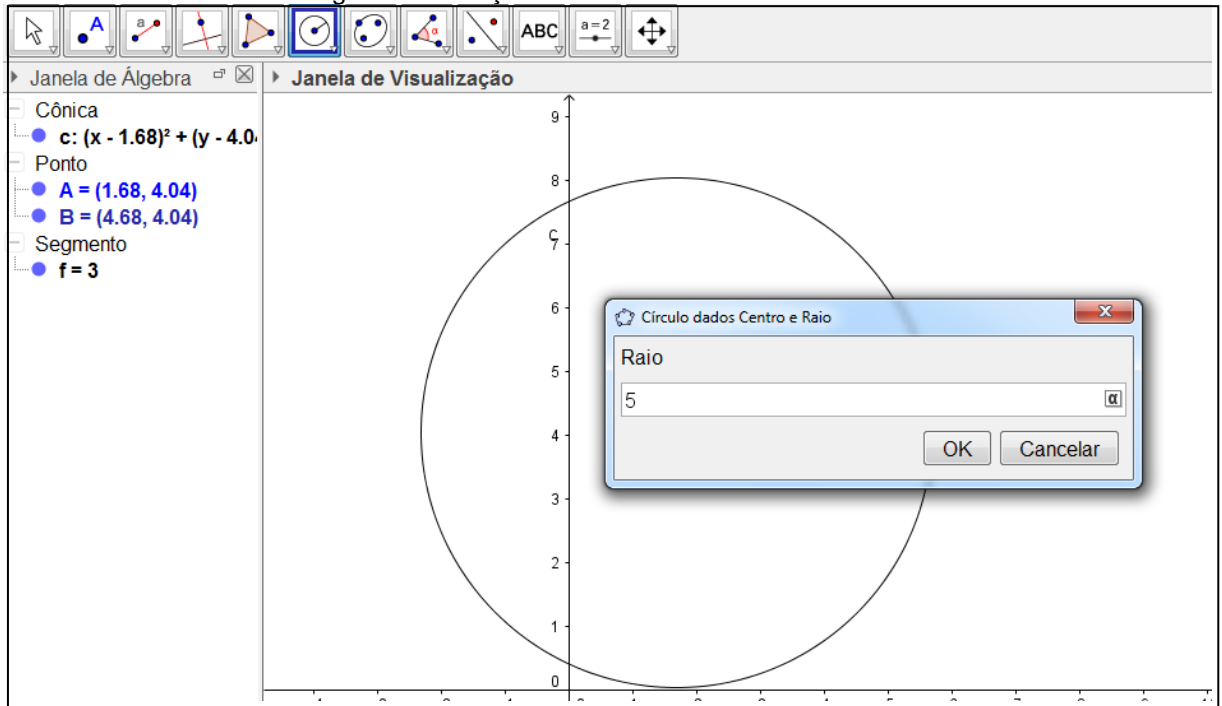 A
a
α
ABC
a = 2
Janela de Álgebra
Janela de Visualização
Cônica
c: (x - 1.68)² + (y - 4.04
Ponto
A = (1.68, 4.04)
B = (4.68, 4.04)
Segmento
f = 3
9
8
c
7
6
5
4
3
2
1
0
Círculo dados Centro e Raio
x
Raio
5
α
OK
Cancelar